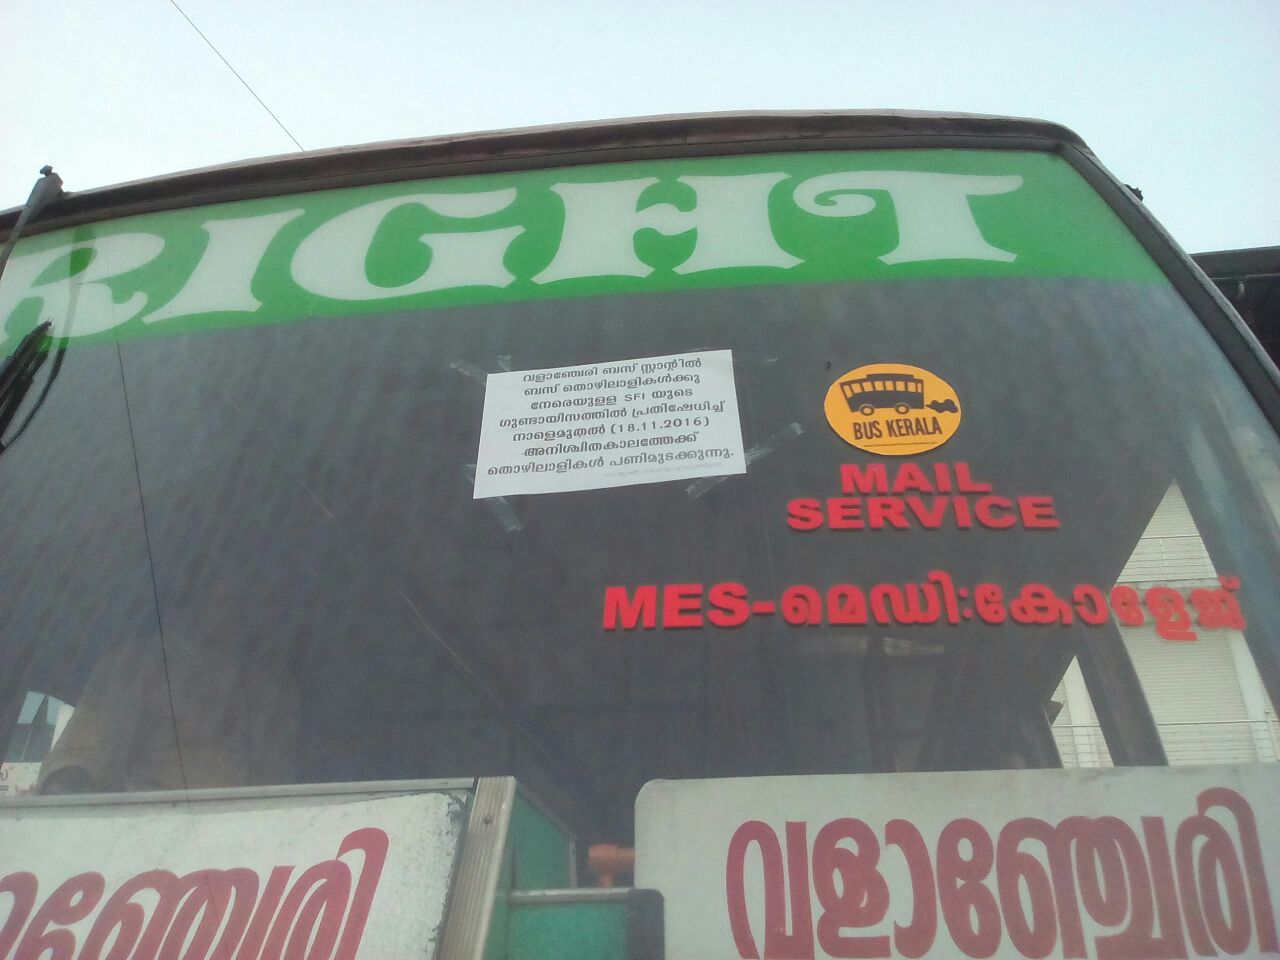 RIGHT
വളാഞ്ചേരി ബസ് സ്റ്റാന്റിൽ
ബസ് തൊഴിലാളികൾക്കു
നേരെയുളള SFI യുടെ
ഗുണ്ടായിസത്തിൽ പ്രതിഷേധിച്ച്
നാളെമുതൽ (18.11.2016)
അനിശ്ചിതകാലത്തേക്ക്
തൊഴിലാളികൾ പണിമുടക്കുന്നു.
BUS KERALA
MAIL
SERVICE
MES-മെഡി:കോളേജ്
വളാഞ്ചേരി